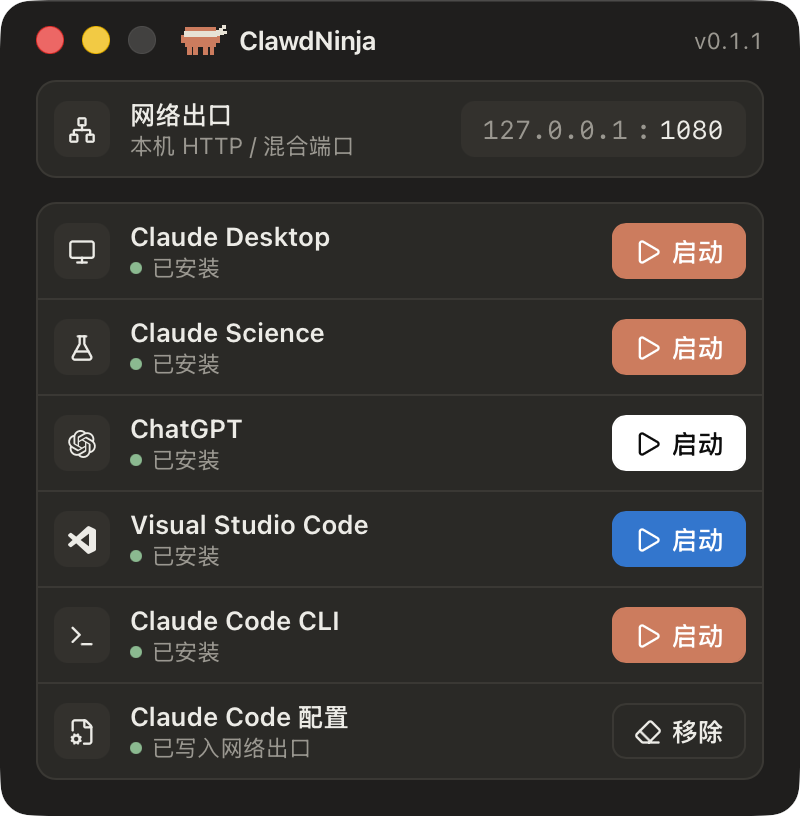 ClawdNinja
v0.1.1
网络出口
本机 HTTP / 混合端口
127.0.0.1 : 1080
Claude Desktop
已安装
启动
Claude Science
已安装
启动
ChatGPT
已安装
启动
Visual Studio Code
已安装
启动
Claude Code CLI
已安装
启动
Claude Code 配置
已写入网络出口
移除